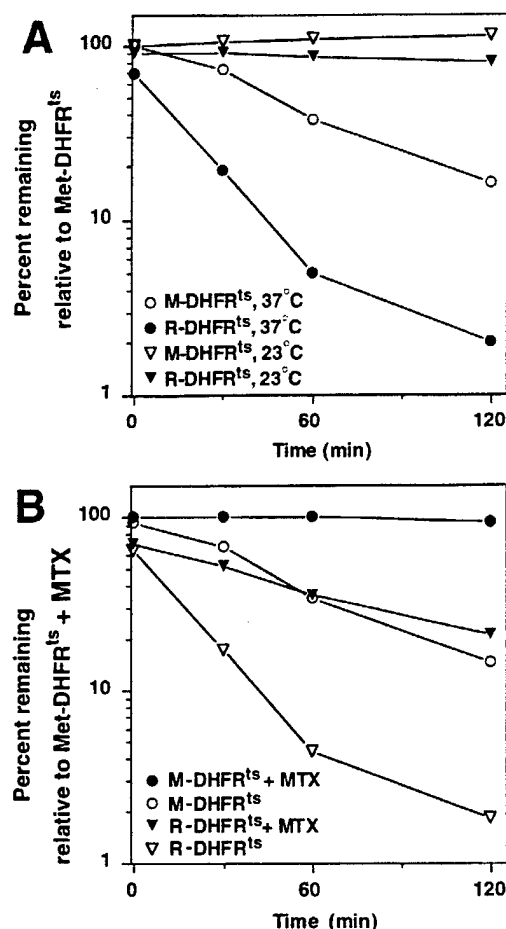 A
Percent remaining
relative to Met-DHFRts
100
10
1
○ M-DHFRts, 37°C
● R-DHFRts, 37°C
▽ M-DHFRts, 23°C
▼ R-DHFRts, 23°C
0
60
120
Time (min)
B
Percent remaining
relative to Met-DHFRts + MTX
100
10
1
● M-DHFRts + MTX
○ M-DHFRts
▼ R-DHFRts + MTX
▽ R-DHFRts
0
60
120
Time (min)